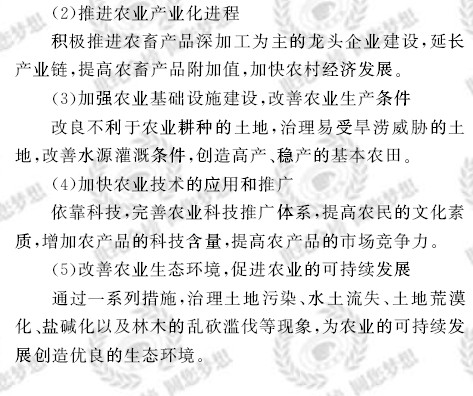 (2)推进农业产业化进程
积极推进农畜产品深加工为主的龙头企业建设,延长
产业链,提高农畜产品附加值,加快农村经济发展。
(3)加强农业基础设施建设,改善农业生产条件
改良不利于农业耕种的土地,治理易受旱涝威胁的土
地,改善水源灌溉条件,创造高产、稳产的基本农田。
(4)加快农业技术的应用和推广
依靠科技,完善农业科技推广体系,提高农民的文化素
质,增加农产品的科技含量,提高农产品的市场竞争力。
(5)改善农业生态环境,促进农业的可持续发展
通过一系列措施,治理土地污染、水土流失、土地荒漠
化、盐碱化以及林木的乱砍滥伐等现象,为农业的可持续发
展创造优良的生态环境。